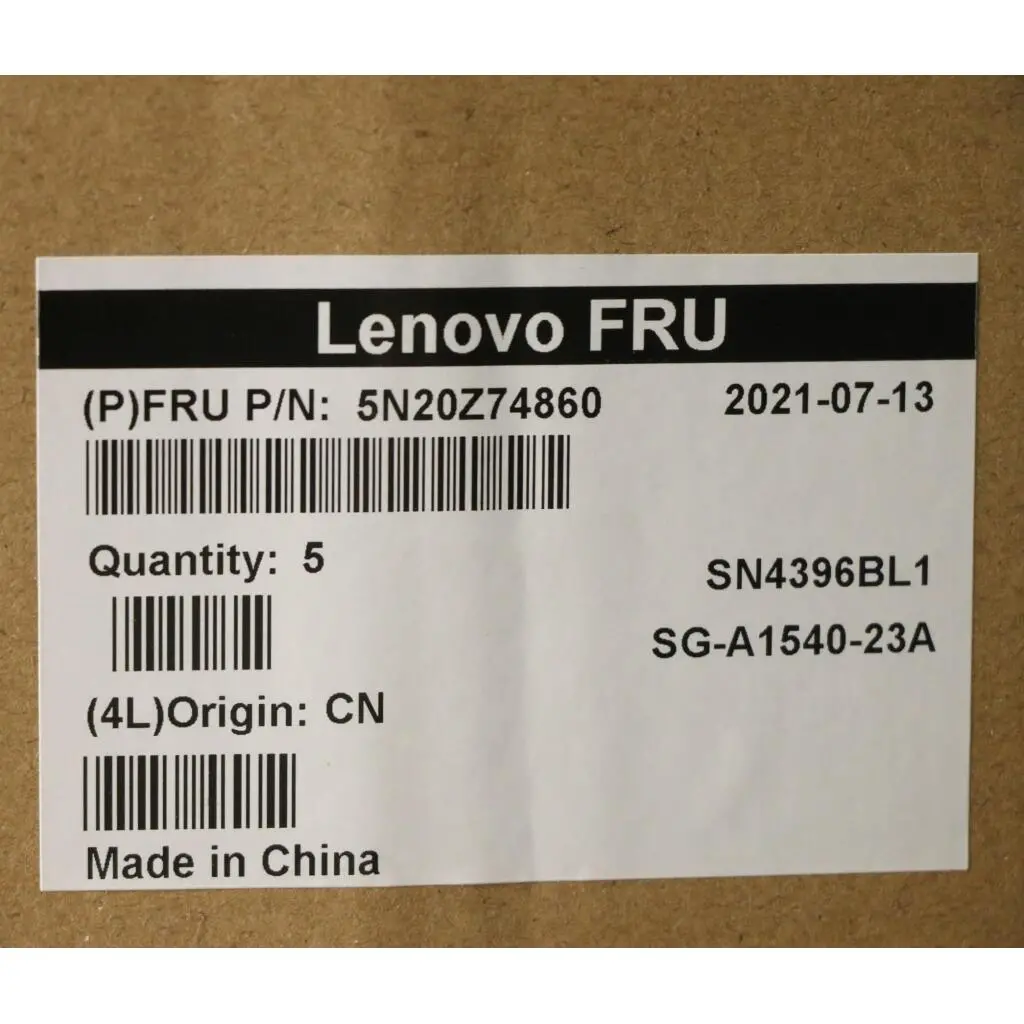 Lenovo FRU
(P)FRU P/N: 5N20Z74860 2021-07-13
Quantity: 5
SN4396BL1
SG-A1540-23A
(4L)Origin: CN
Made in China